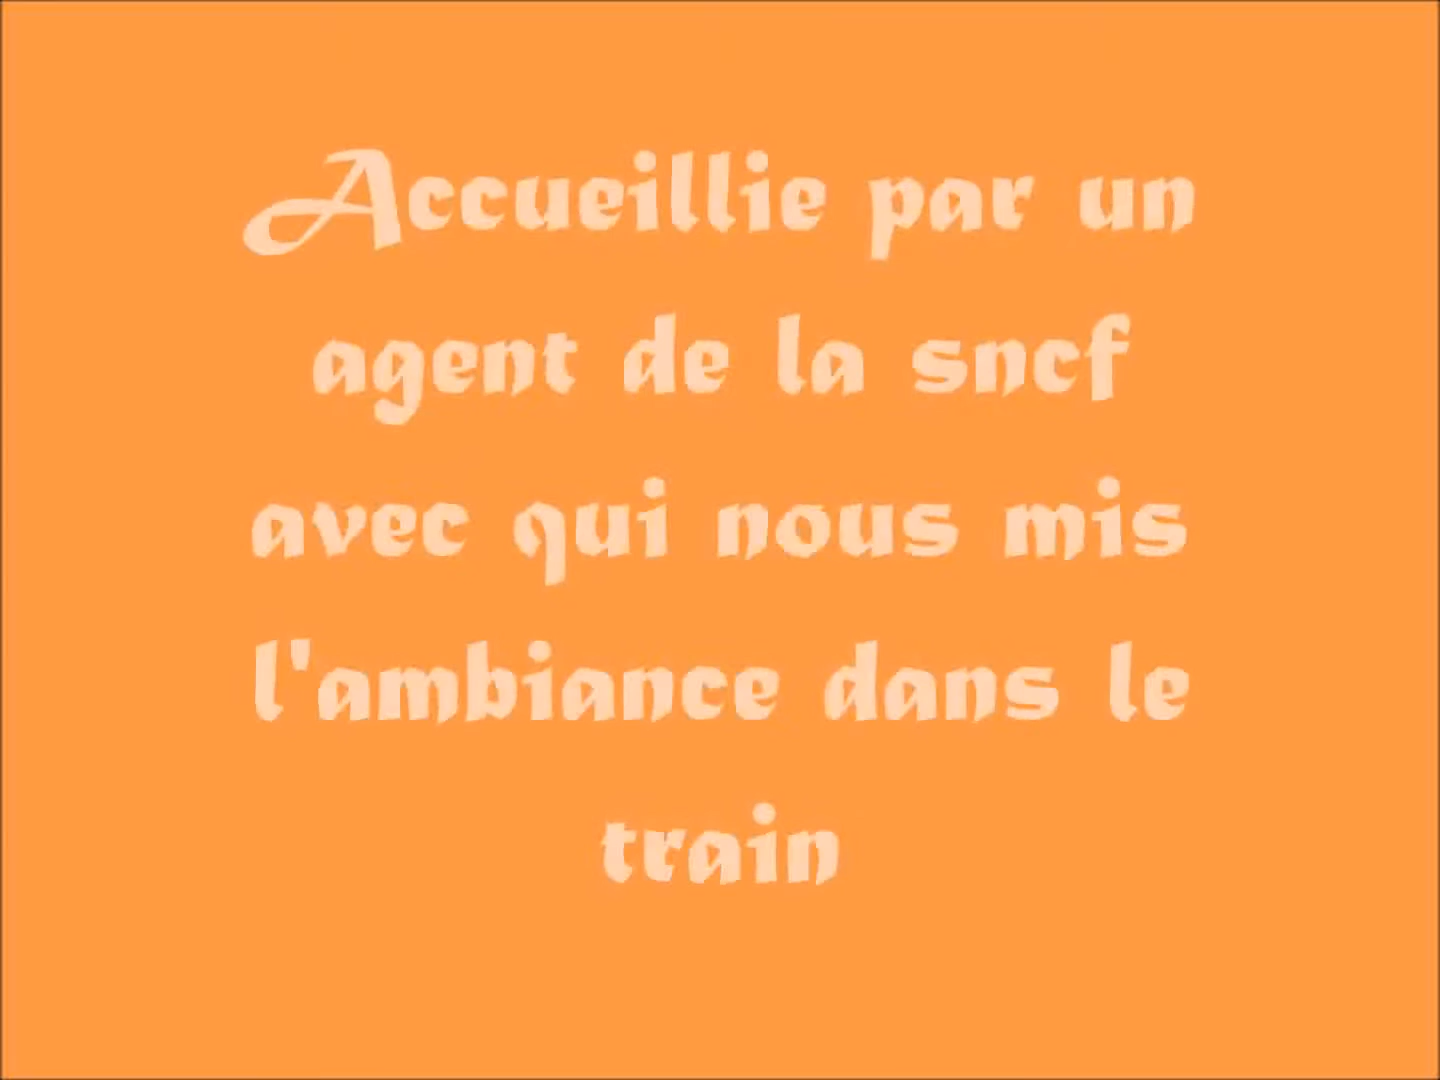 Accueillie par un
agent de la sncf
avec qui nous mis
l'ambiance dans le
train